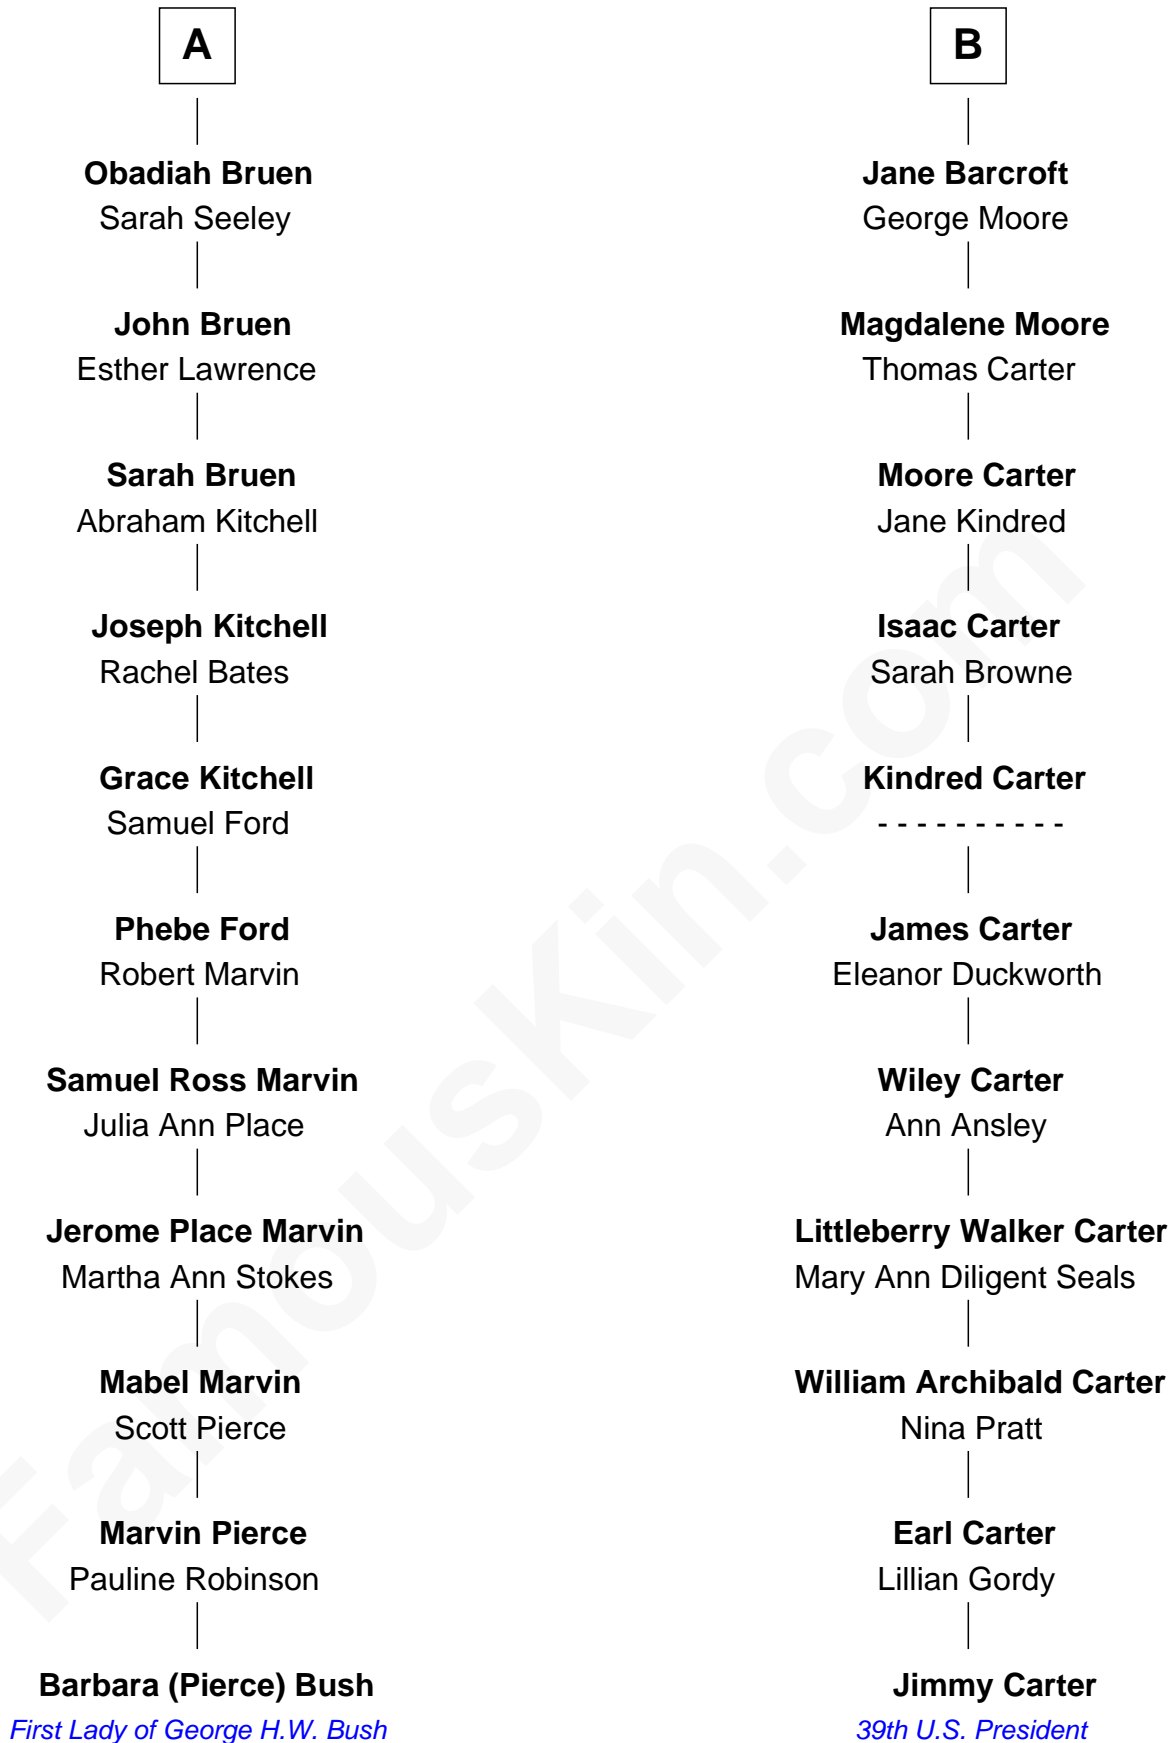 A
Obadiah Bruen
Sarah Seeley
John Bruen
Esther Lawrence
Sarah Bruen
Abraham Kitchell
Joseph Kitchell
Rachel Bates
Grace Kitchell
Samuel Ford
Phebe Ford
Robert Marvin
Samuel Ross Marvin
Julia Ann Place
Jerome Place Marvin
Martha Ann Stokes
Mabel Marvin
Scott Pierce
Marvin Pierce
Pauline Robinson
Barbara (Pierce) Bush
First Lady of George H.W. Bush
B
Jane Barcroft
George Moore
Magdalene Moore
Thomas Carter
Moore Carter
Jane Kindred
Isaac Carter
Sarah Browne
Kindred Carter
- - - - - - - - - -
James Carter
Eleanor Duckworth
Wiley Carter
Ann Ansley
Littleberry Walker Carter
Mary Ann Diligent Seals
William Archibald Carter
Nina Pratt
Earl Carter
Lillian Gordy
Jimmy Carter
39th U.S. President
FamousKin.com